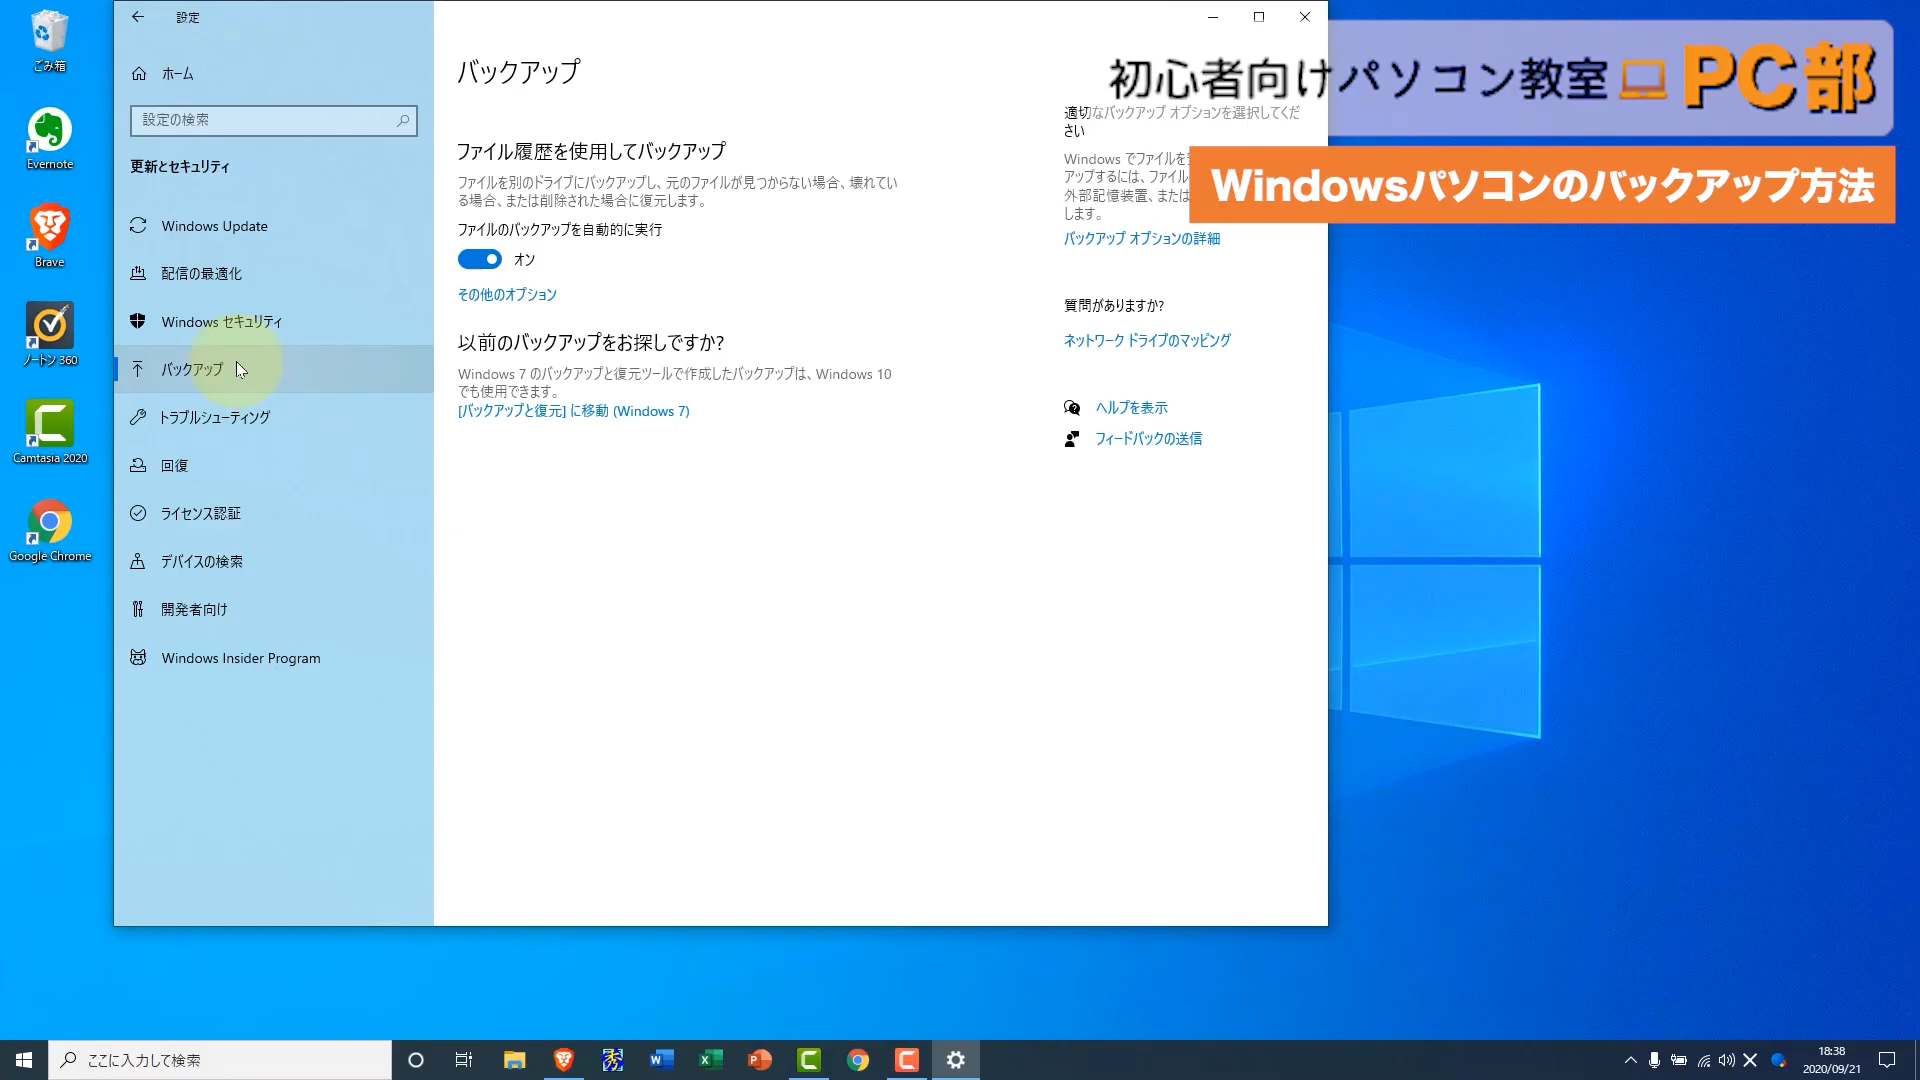 ごみ箱
Evernote
Brave
ノートン 360
Camtasia 2020
Google Chrome
設定
ホーム
設定の検索
更新とセキュリティ
Windows Update
配信の最適化
Windows セキュリティ
バックアップ
トラブルシューティング
回復
ライセンス認証
デバイスの検索
開発者向け
Windows Insider Program
バックアップ
ファイル履歴を使用してバックアップ
ファイルを別のドライブにバックアップし、元のファイルが見つからない場合、壊れてい
る場合、または削除された場合に復元します。
ファイルのバックアップを自動的に実行
オン
その他のオプション
以前のバックアップをお探しですか?
Windows 7 のバックアップと復元ツールで作成したバックアップは、Windows 10
でも使用できます。
[バックアップと復元] に移動 (Windows 7)
初心者向けパソコン教室 PC部
Windowsパソコンのバックアップ方法
適切なバックアップ オプションを選択してくだ
さい
Windows でファイルを
アップするには、ファイル
外部記憶装置、または
します。
バックアップ オプションの詳細
質問がありますか?
ネットワーク ドライブのマッピング
ヘルプを表示
フィードバックの送信
ここに入力して検索
18:38
2020/09/21